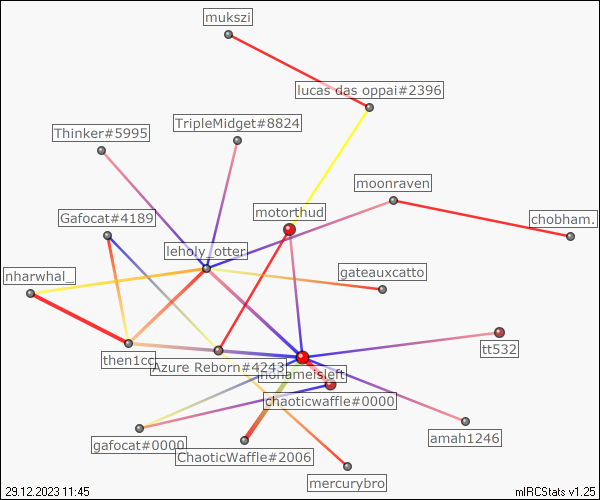 mukszi
lucas das oppai#2396
TripleMidget#8824
Thinker#5995
moonraven
motorthud
Gafocat#4189
chobham.
leholy_otter
gateauxcatto
nharwhal_
tt532
then1cc
Azure Reborn#4243
nonameisleft
chaoticwaffle#0000
gafocat#0000
amah1246
ChaoticWaffle#2006
mercurybro
29.12.2023 11:45
mIRCStats v1.25